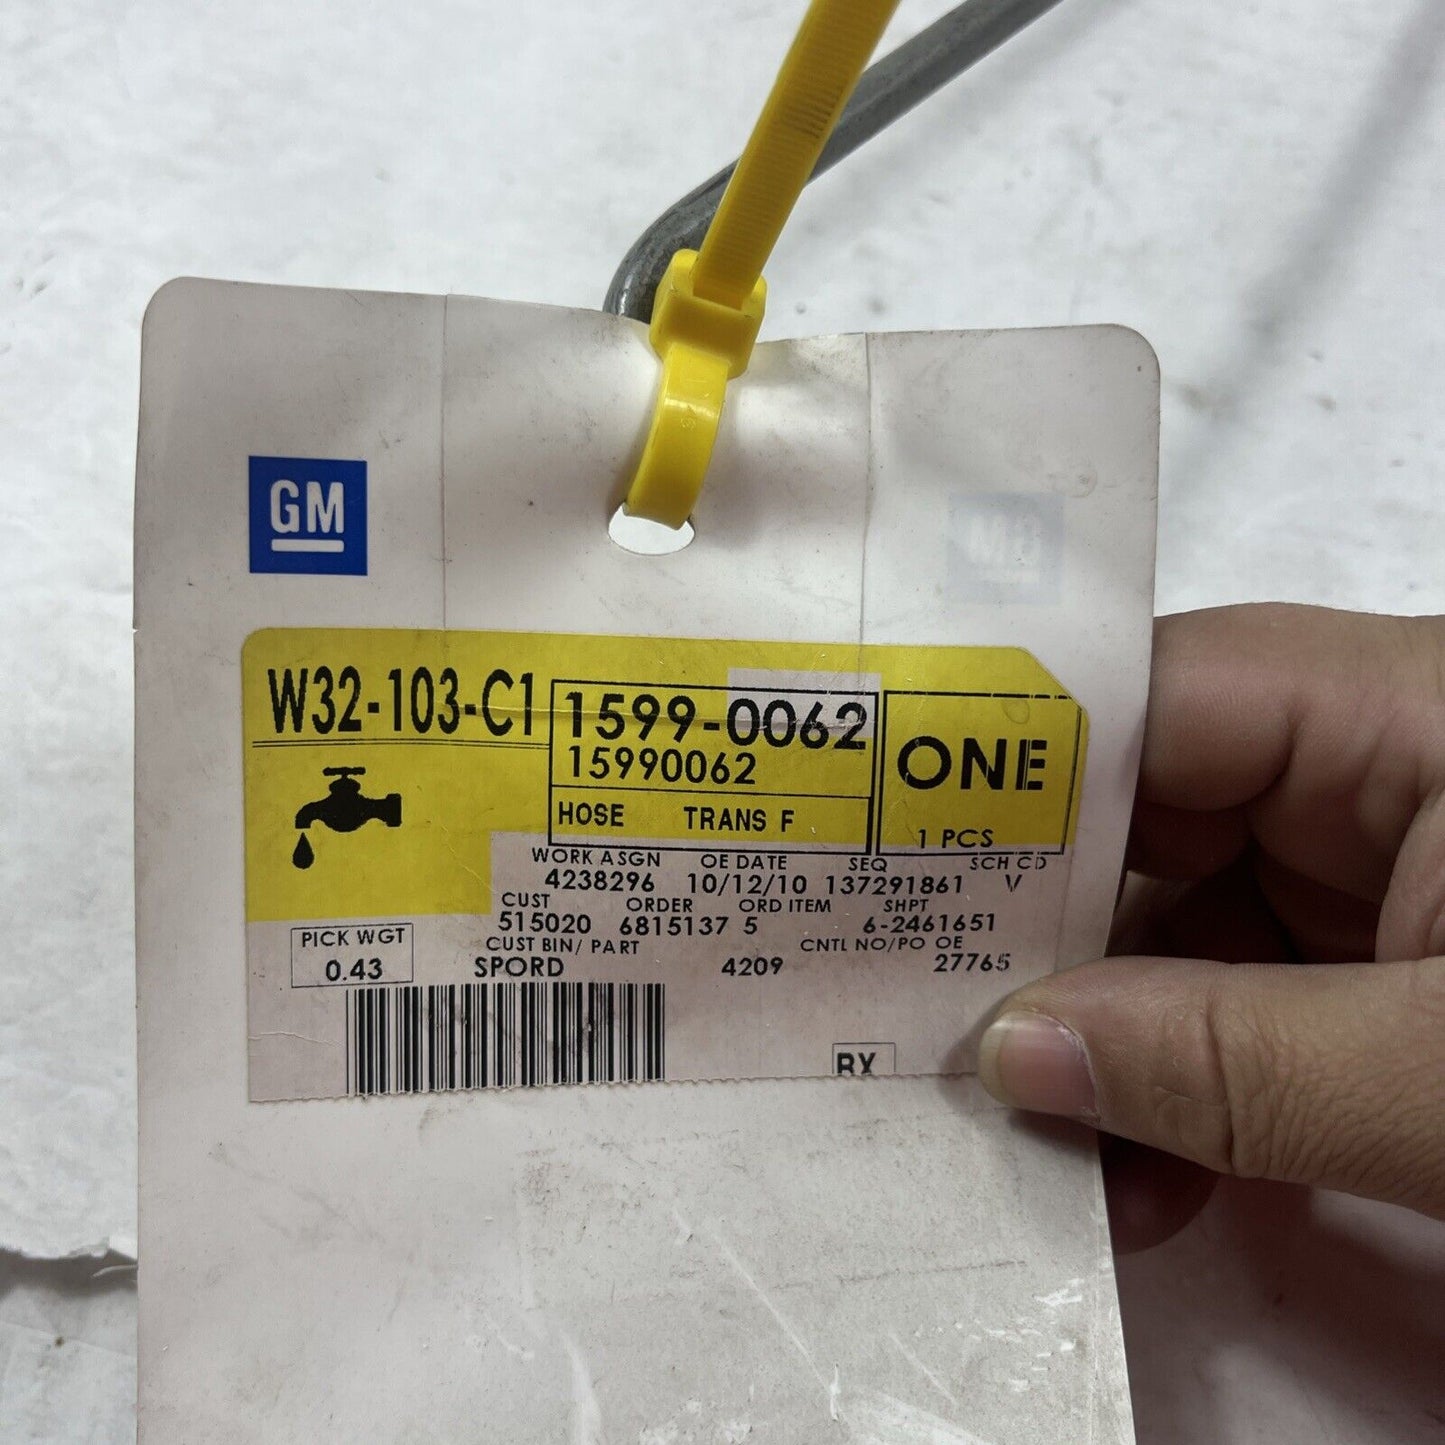 GM
W32-103-C1
1599-0062
15990062
ONE
HOSE TRANS F
1 PCS
WORK ASGN OE DATE SEQ SCH CD
4238296 10/12/10 137291861 V
CUST ORDER ORD ITEM SHPT
515020 6815137 5 6-2461651
PICK WGT
0.43
CUST BIN/ PART CNTL NO/PO OE
SPORD 4209 27765
BX